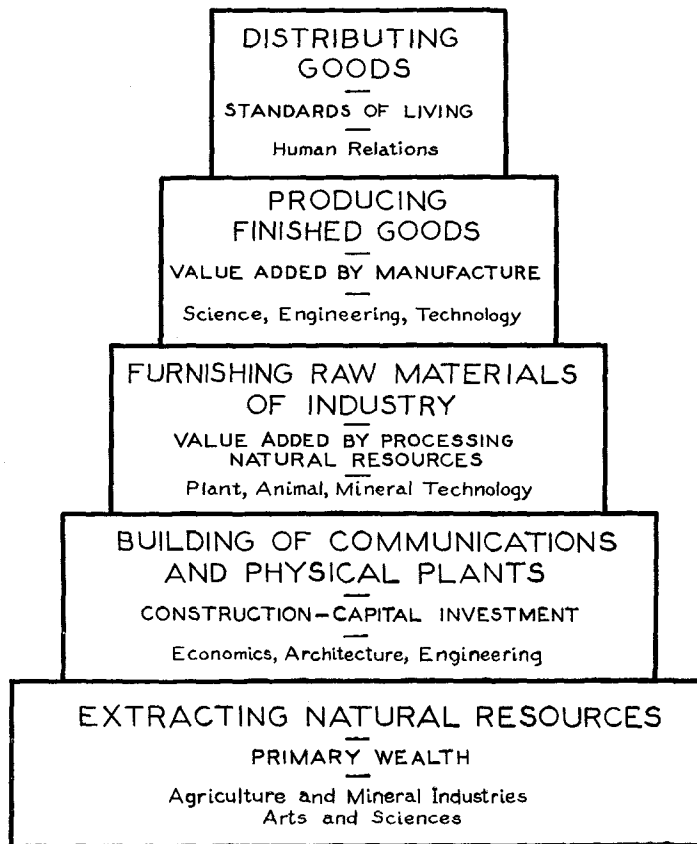 DISTRIBUTING
GOODS
STANDARDS OF LIVING
Human Relations
PRODUCING
FINISHED GOODS
VALUE ADDED BY MANUFACTURE
Science, Engineering, Technology
FURNISHING RAW MATERIALS
OF INDUSTRY
VALUE ADDED BY PROCESSING
NATURAL RESOURCES
Plant, Animal, Mineral Technology
BUILDING OF COMMUNICATIONS
AND PHYSICAL PLANTS
CONSTRUCTION-CAPITAL INVESTMENT
Economics, Architecture, Engineering
EXTRACTING NATURAL RESOURCES
PRIMARY WEALTH
Agriculture and Mineral Industries
Arts and Sciences